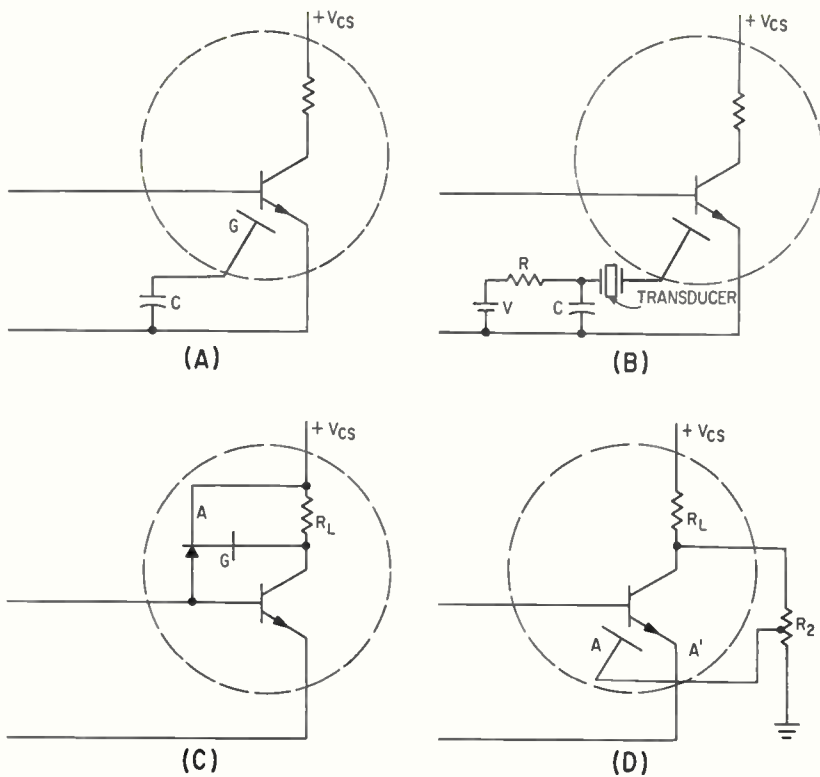 + VCS
G
C
(A)
+ VCS
R
V
C
TRANSDUCER
(B)
+ VCS
A
RL
G
(C)
+ VCS
RL
A
A'
R2
(D)